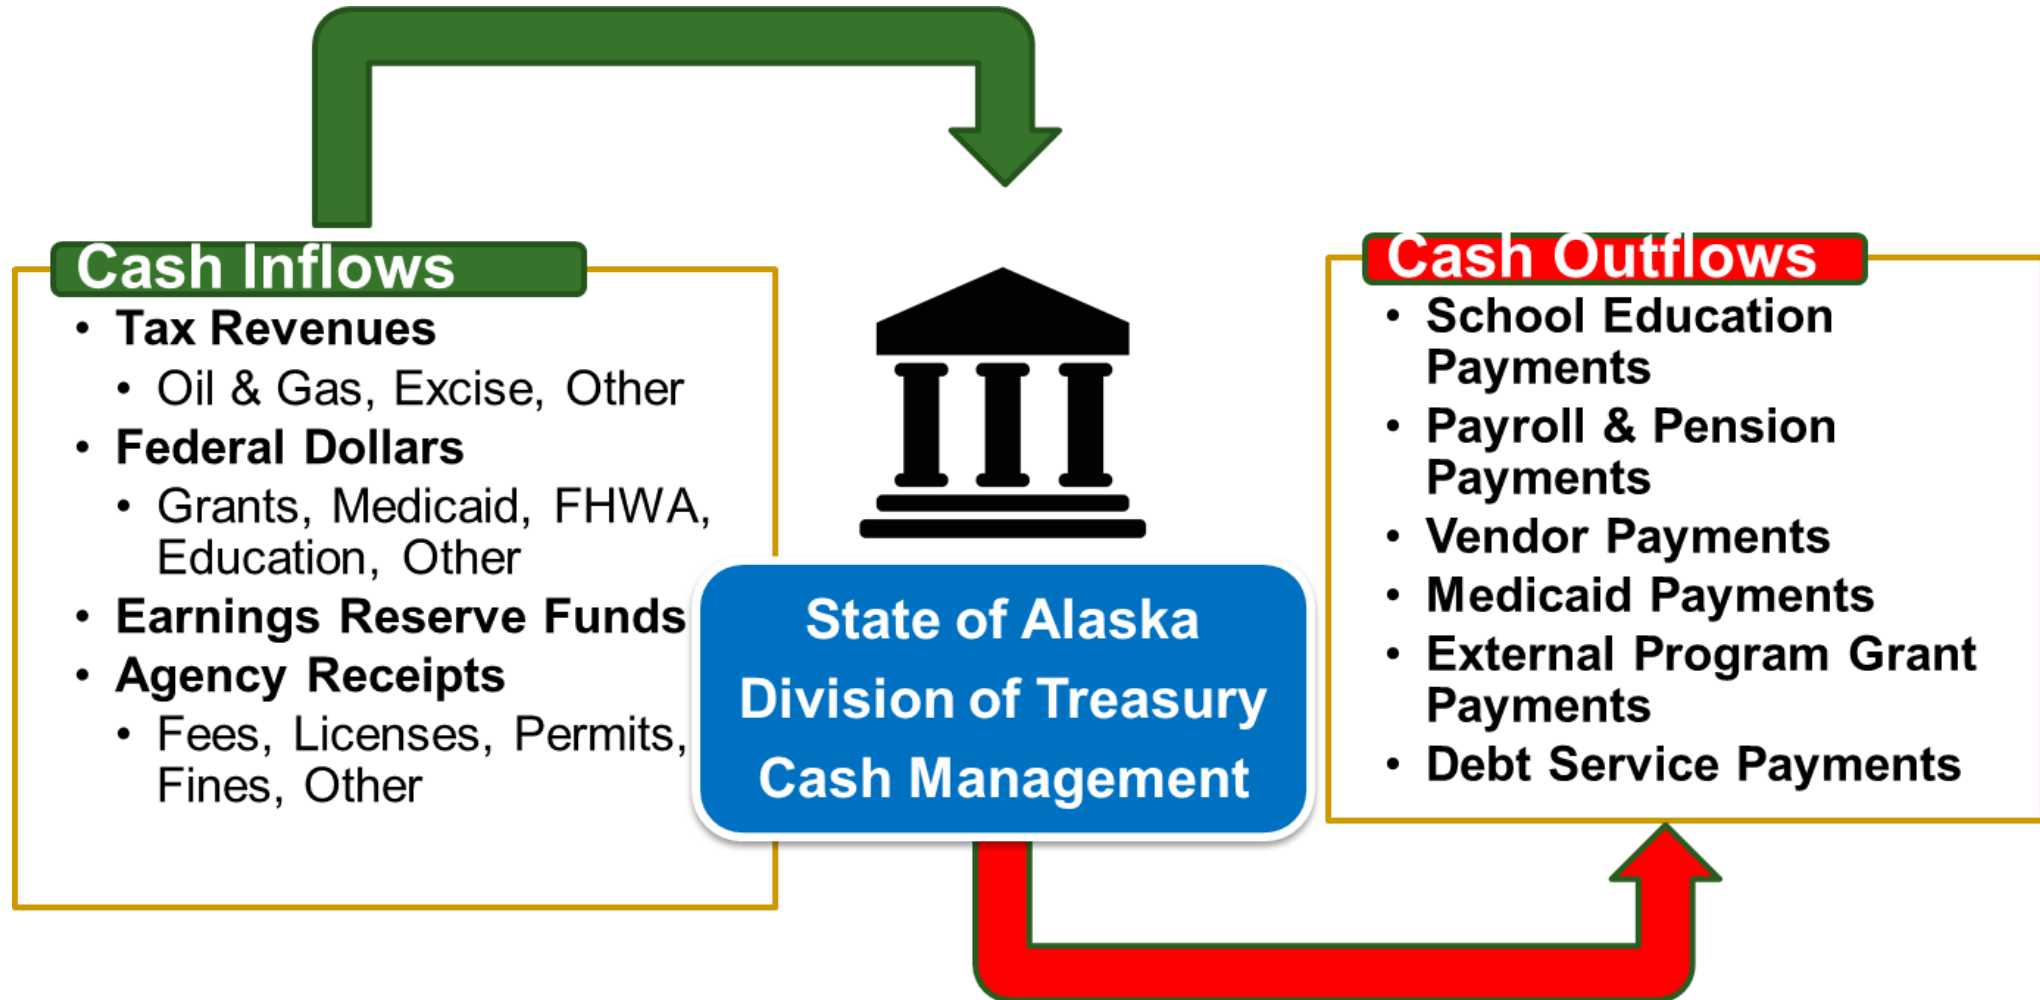 Cash Inflows
• Tax Revenues
• Oil & Gas, Excise, Other
• Federal Dollars
• Grants, Medicaid, FHWA,
Education, Other
• Earnings Reserve Funds
• Agency Receipts
• Fees, Licenses, Permits,
Fines, Other
State of Alaska
Division of Treasury
Cash Management
Cash Outflows
• School Education
Payments
• Payroll & Pension
Payments
• Vendor Payments
• Medicaid Payments
• External Program Grant
Payments
• Debt Service Payments